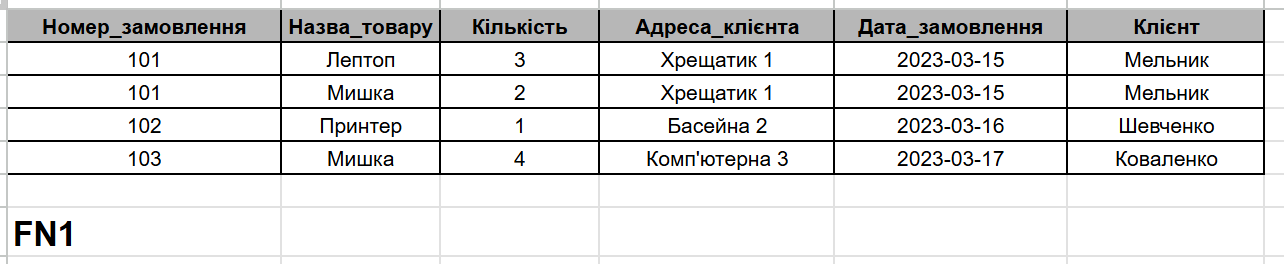 Номер_замовлення Назва_товару Кількість Адреса_клієнта Дата_замовлення Клієнт
101 Лептоп 3 Хрещатик 1 2023-03-15 Мельник
101 Мишка 2 Хрещатик 1 2023-03-15 Мельник
102 Принтер 1 Басейна 2 2023-03-16 Шевченко
103 Мишка 4 Комп'ютерна 3 2023-03-17 Коваленко
FN1